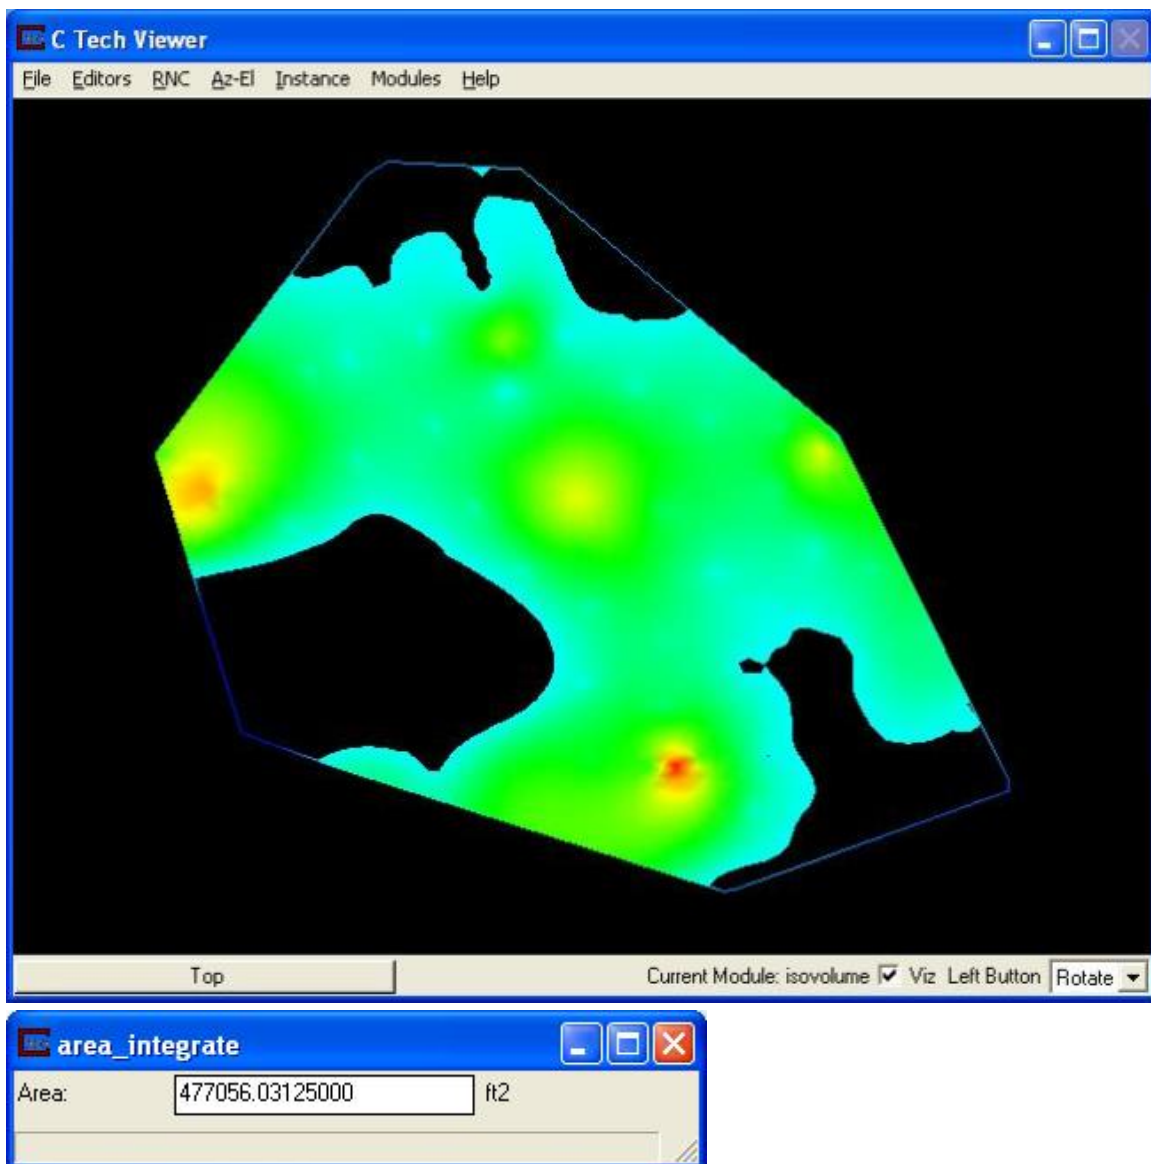 C Tech Viewer
File Editors RNC Az-El Instance Modules Help
Top Current Module: isovolume Viz Left Button Rotate
area_integrate
Area: 477056.03125000 ft2